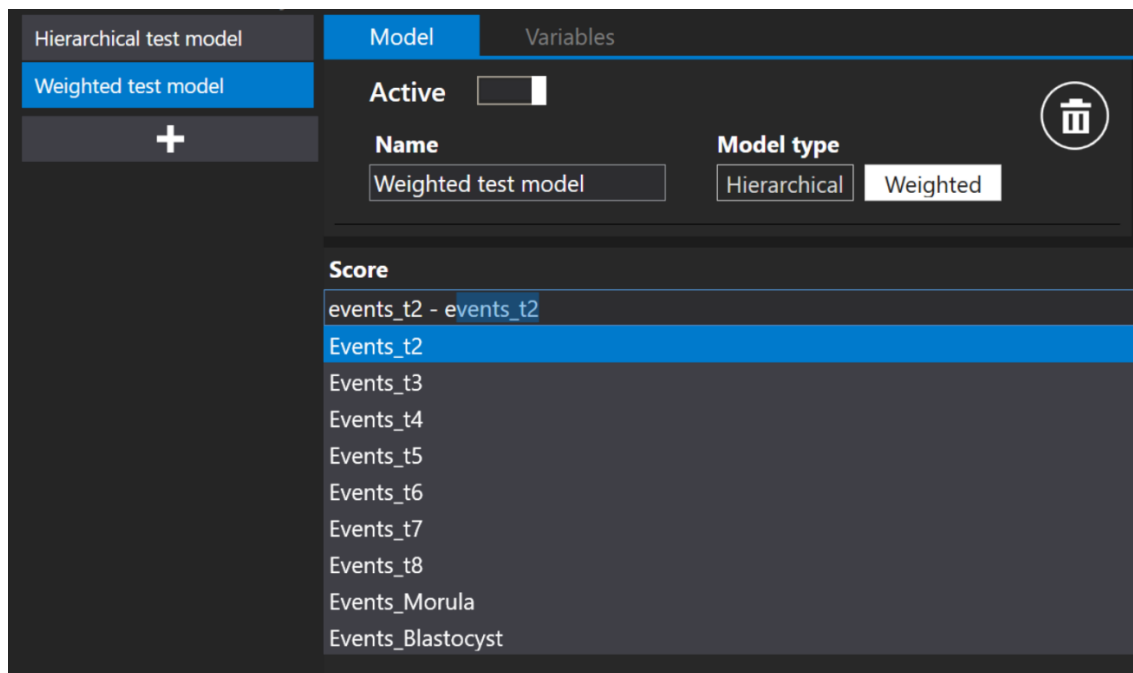 Hierarchical test model
Weighted test model
Model Variables
Active
Name Model type
Weighted test model Hierarchical Weighted
Score
events_t2 - events_t2
Events_t2
Events_t3
Events_t4
Events_t5
Events_t6
Events_t7
Events_t8
Events_Morula
Events_Blastocyst